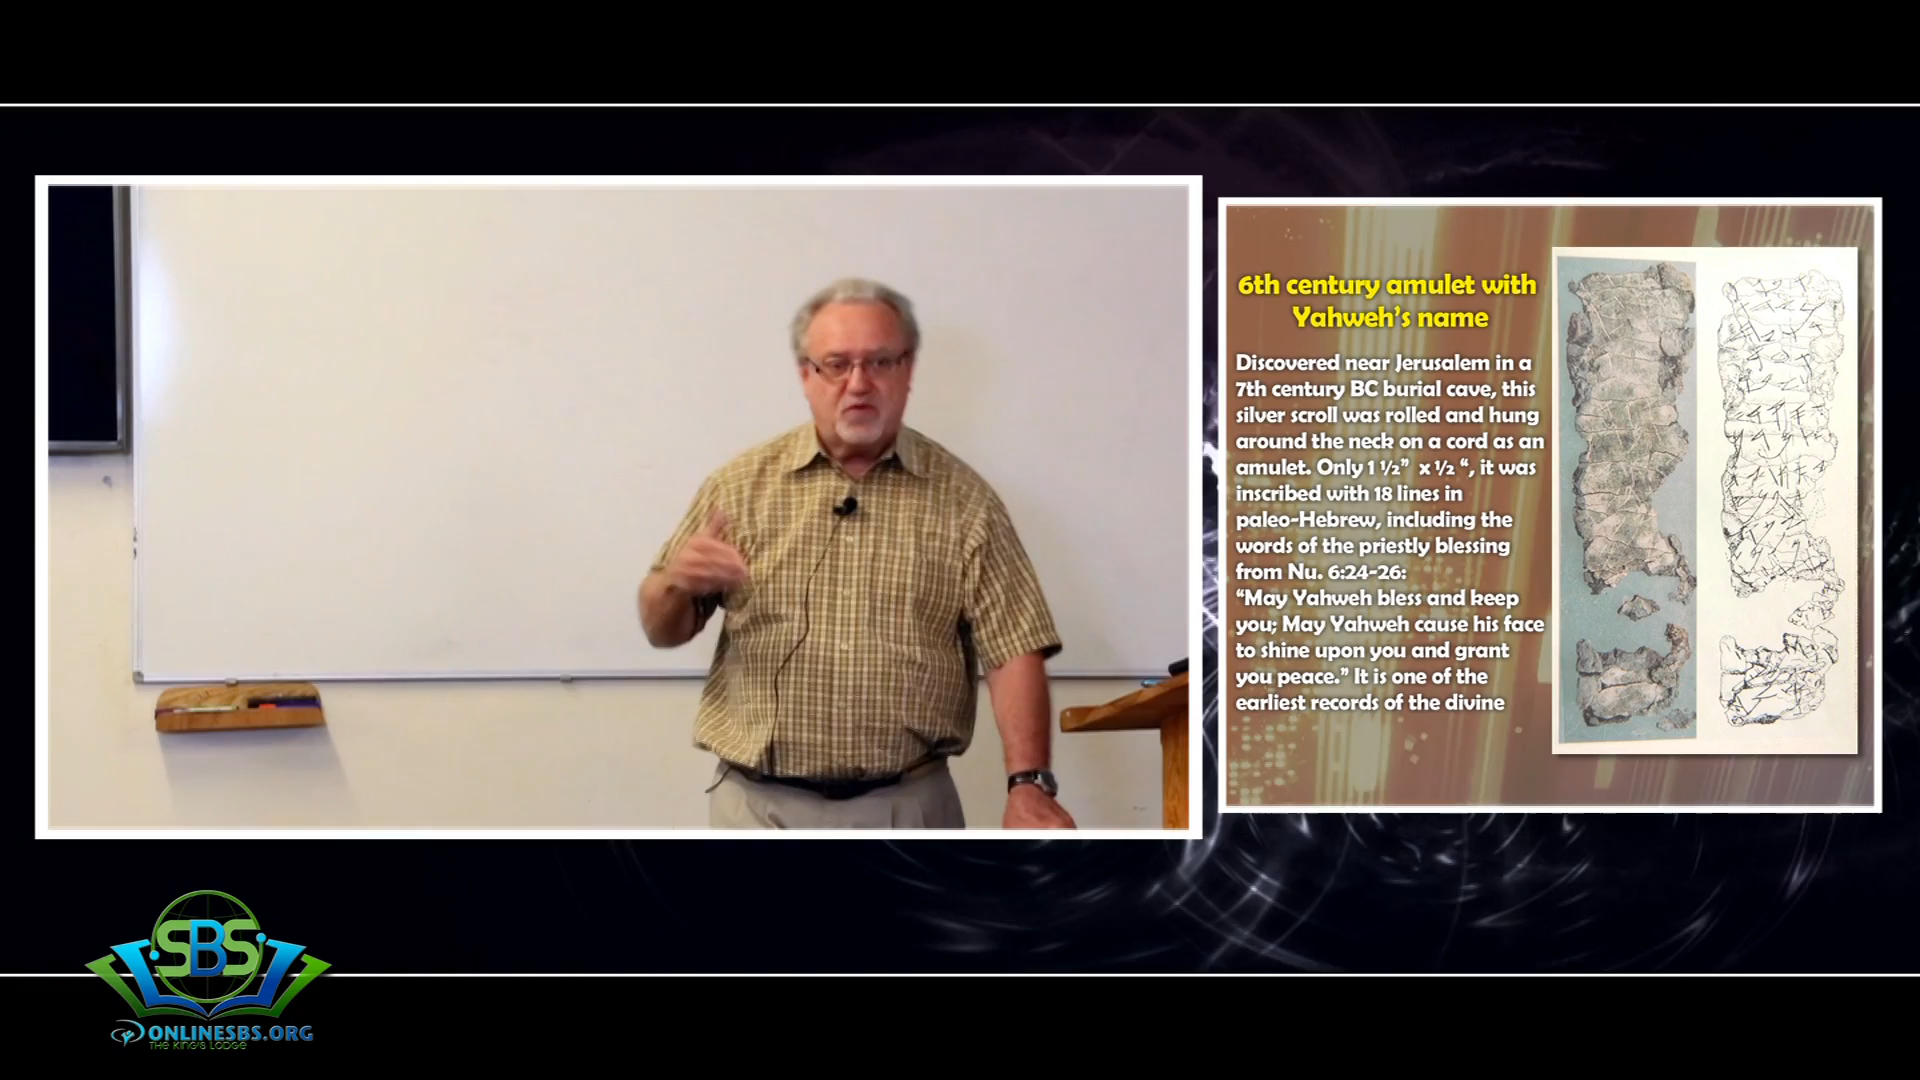 6th century amulet with
Yahweh's name
Discovered near Jerusalem in a
7th century BC burial cave, this
silver scroll was rolled and hung
around the neck on a cord as an
amulet. Only 1 ½” x ½ “, it was
inscribed with 18 lines in
paleo-Hebrew, including the
words of the priestly blessing
from Nu. 6:24-26:
“May Yahweh bless and keep
you; May Yahweh cause his face
to shine upon you and grant
you peace.” It is one of the
earliest records of the divine
SBS
ONLINESBS.ORG
THE KING'S LODGE